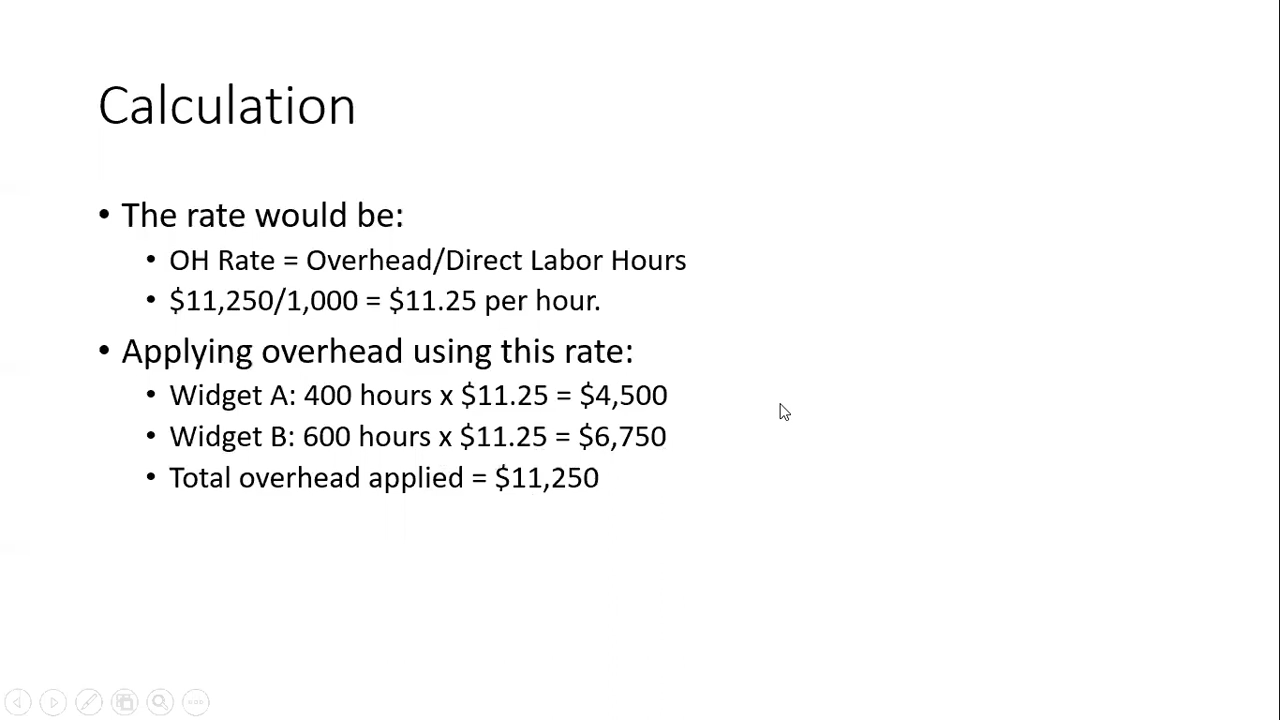 Calculation
• The rate would be:
• OH Rate = Overhead/Direct Labor Hours
• $11,250/1,000 = $11.25 per hour.
• Applying overhead using this rate:
• Widget A: 400 hours x $11.25 = $4,500
• Widget B: 600 hours x $11.25 = $6,750
• Total overhead applied = $11,250